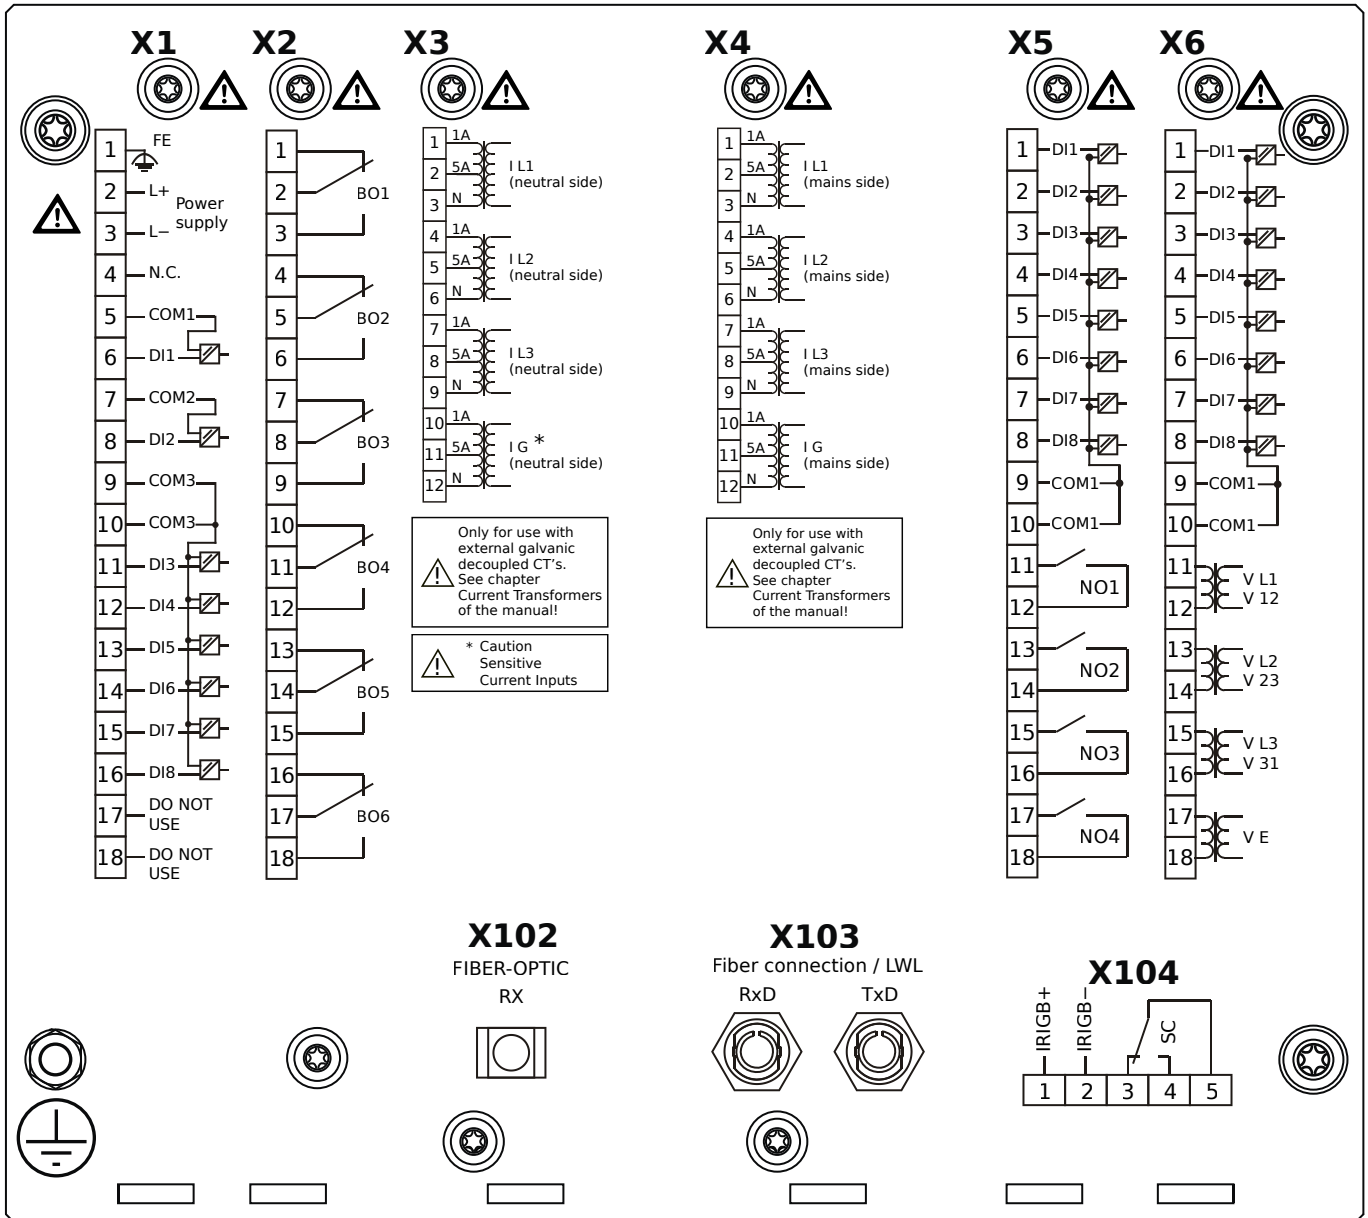 X1
1
FE
2
L+
Power
supply
3
L−
4
N.C.
5
COM1
6
DI1
7
COM2
8
DI2
9
COM3
10
COM3
11
DI3
12
DI4
13
DI5
14
DI6
15
DI7
16
DI8
17
DO NOT
USE
18
DO NOT
USE
X2
1
2
BO1
3
4
5
BO2
6
7
8
BO3
9
10
11
BO4
12
13
14
BO5
15
16
17
BO6
18
X3
1
1A
2
5A
3
N
I L1
(neutral side)
4
1A
5
5A
6
N
I L2
(neutral side)
7
1A
8
5A
9
N
I L3
(neutral side)
10
1A
11
5A
12
N
I G *
(neutral side)
Only for use with
external galvanic
decoupled CT's.
See chapter
Current Transformers
of the manual!
* Caution
Sensitive
Current Inputs
X4
1
1A
2
5A
3
N
I L1
(mains side)
4
1A
5
5A
6
N
I L2
(mains side)
7
1A
8
5A
9
N
I L3
(mains side)
10
1A
11
5A
12
N
I G
(mains side)
Only for use with
external galvanic
decoupled CT's.
See chapter
Current Transformers
of the manual!
X5
1
DI1
2
DI2
3
DI3
4
DI4
5
DI5
6
DI6
7
DI7
8
DI8
9
COM1
10
COM1
11
NO1
12
13
NO2
14
15
NO3
16
17
NO4
18
X6
1
DI1
2
DI2
3
DI3
4
DI4
5
DI5
6
DI6
7
DI7
8
DI8
9
COM1
10
COM1
11
V L1
V 12
12
13
V L2
V 23
14
15
V L3
V 31
16
17
V E
18
X102
FIBER-OPTIC
RX
X103
Fiber connection / LWL
RxD
TxD
X104
IRIGB+
IRIGB−
SC
1
2
3
4
5